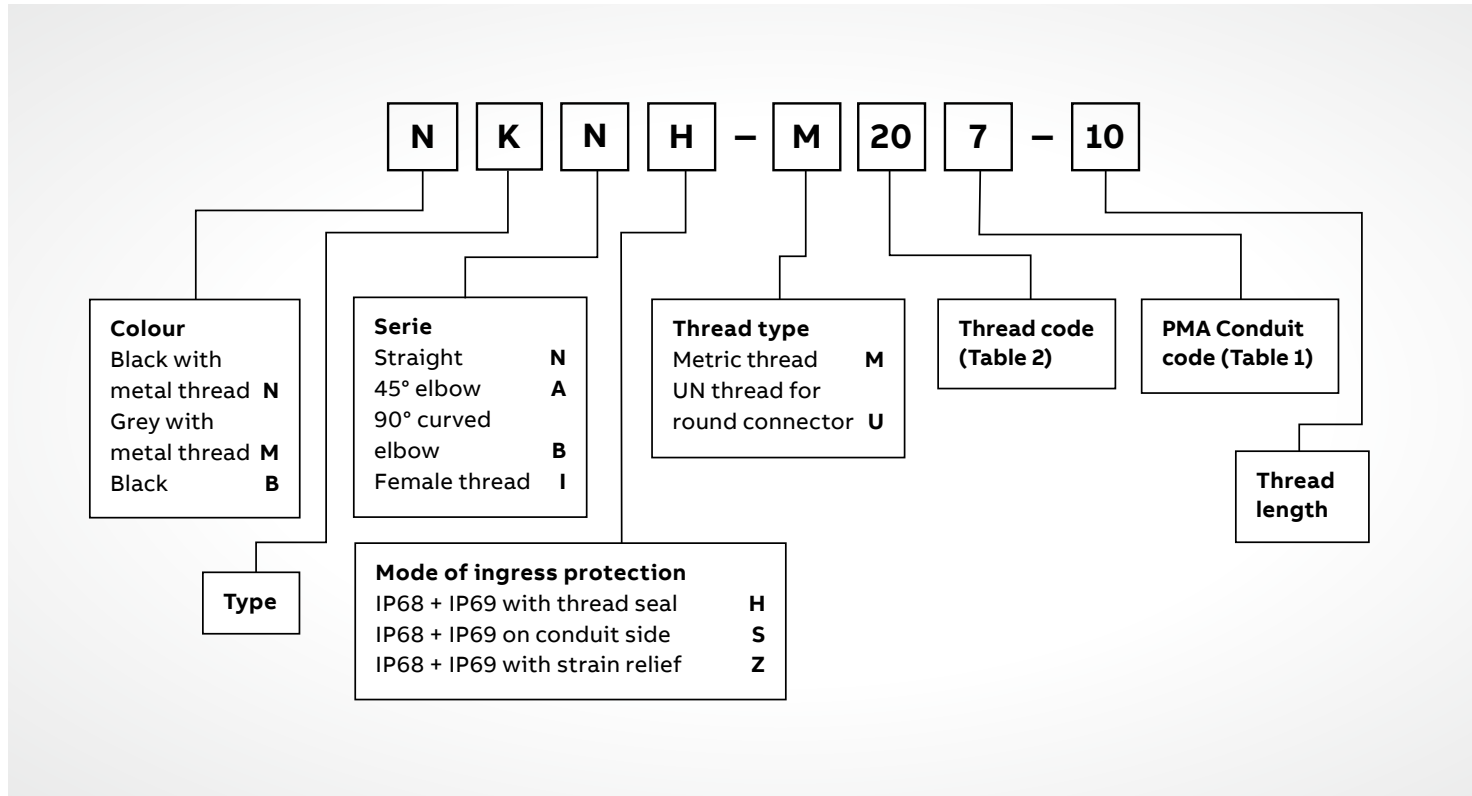 N K N H – M 20 7 – 10
Colour
Black with
metal thread N
Grey with
metal thread M
Black B
Serie
Straight N
45° elbow A
90° curved
elbow B
Female thread I
Thread type
Metric thread M
UN thread for
round connector U
Thread code
(Table 2)
PMA Conduit
code (Table 1)
Thread
length
Type
Mode of ingress protection
IP68 + IP69 with thread seal H
IP68 + IP69 on conduit side S
IP68 + IP69 with strain relief Z